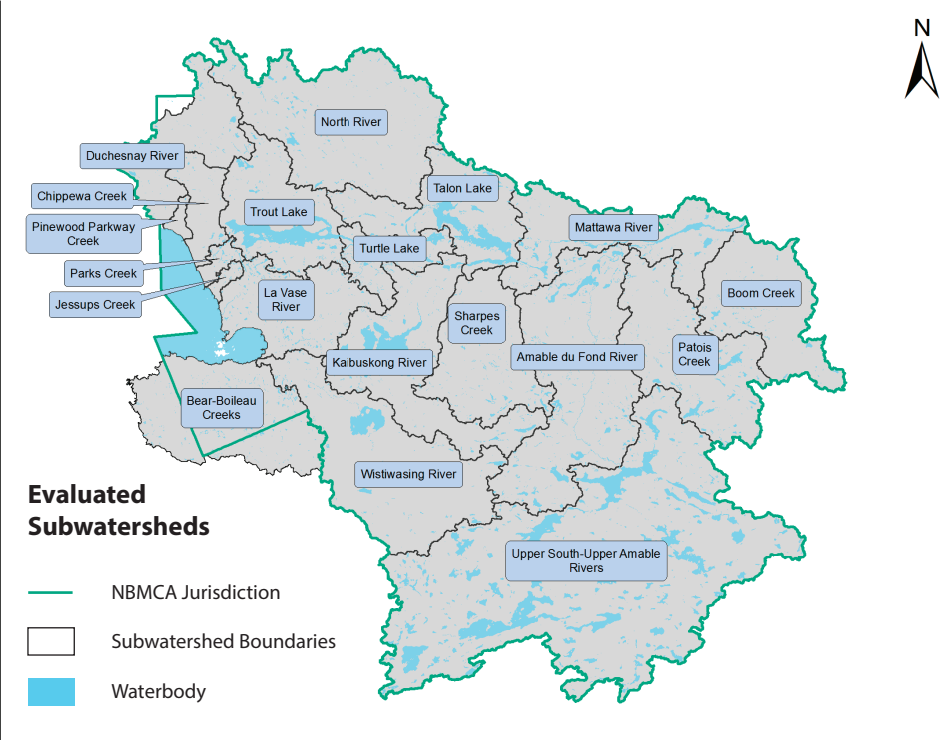 N
North River
Duchesnay River
Talon Lake
Chippewa Creek
Trout Lake
Pinewood Parkway
Creek
Mattawa River
Turtle Lake
Parks Creek
Jessups Creek
La Vase
River
Boom Creek
Sharpes
Creek
Kabuskong River
Amable du Fond River
Patois
Creek
Bear-Boileau
Creeks
Wistiwasing River
Upper South-Upper Amable
Rivers
Evaluated
Subwatersheds
NBMCA Jurisdiction
Subwatershed Boundaries
Waterbody